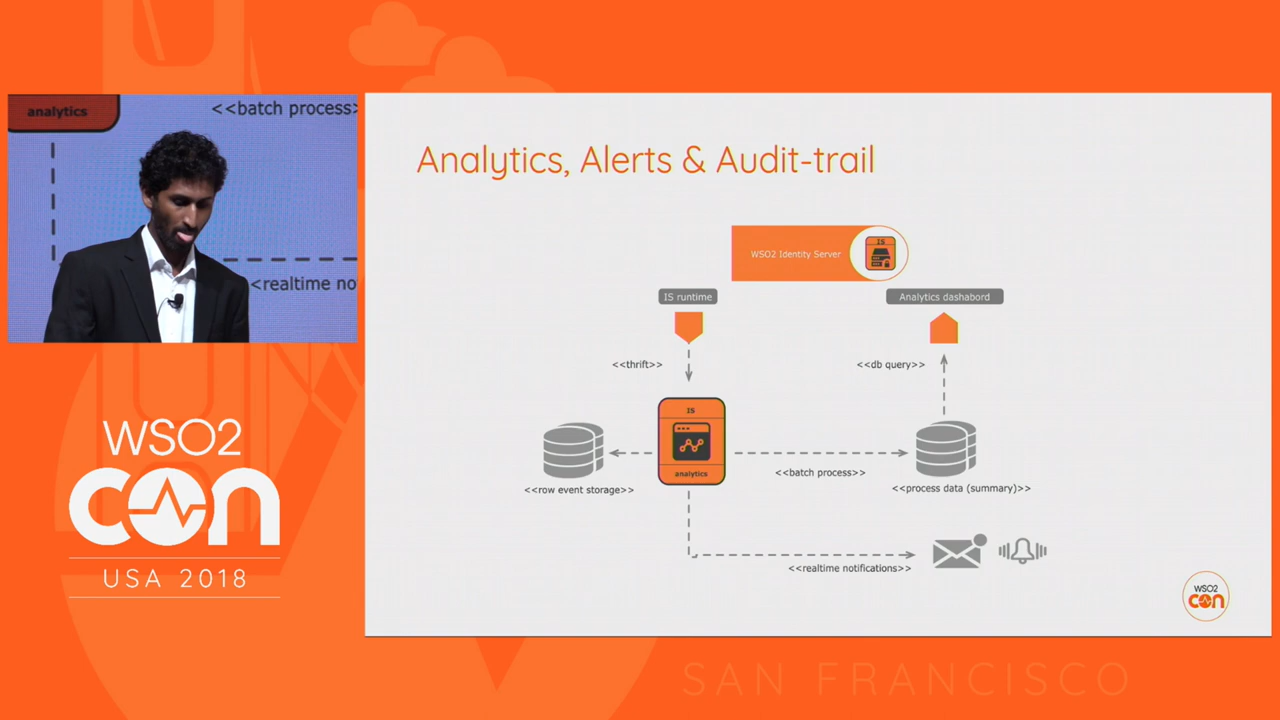 analytics
<<batch process>
<realtime no
WSO2
con
USA 2018
Analytics, Alerts & Audit-trail
WSO2 Identity Server
IS
IS runtime
Analytics dashabord
<<thrift>>
<<db query>>
IS
analytics
<<row event storage>>
<<batch process>>
<<process data (summary)>>
<<realtime notifications>>
WSO2
con
SAN FRANCISCO